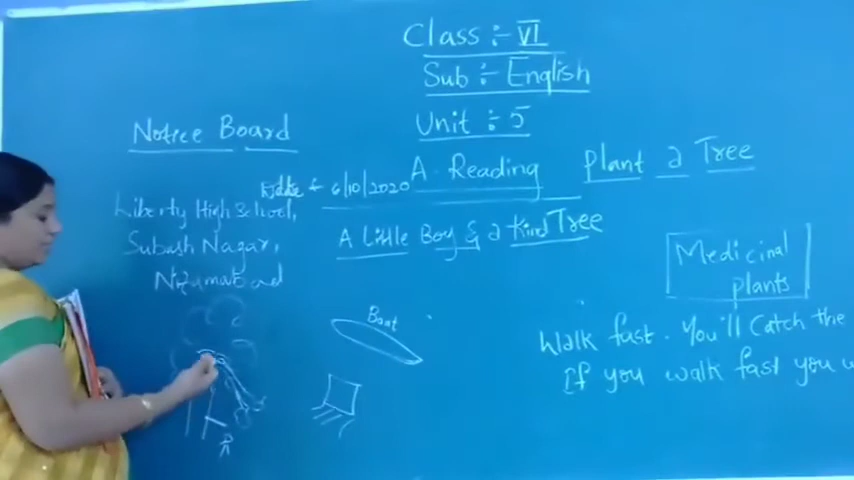 Class :- VI
Sub :- English
Unit :- 5
Notice Board
A. Reading
Plant a Tree
Date :- 6/10/2020
Liberty High School,
Subash Nagar,
Nizamabad
A Little Boy & a Kind Tree
Medicinal
plants
Boat
Walk fast. You'll catch the
If you walk fast you